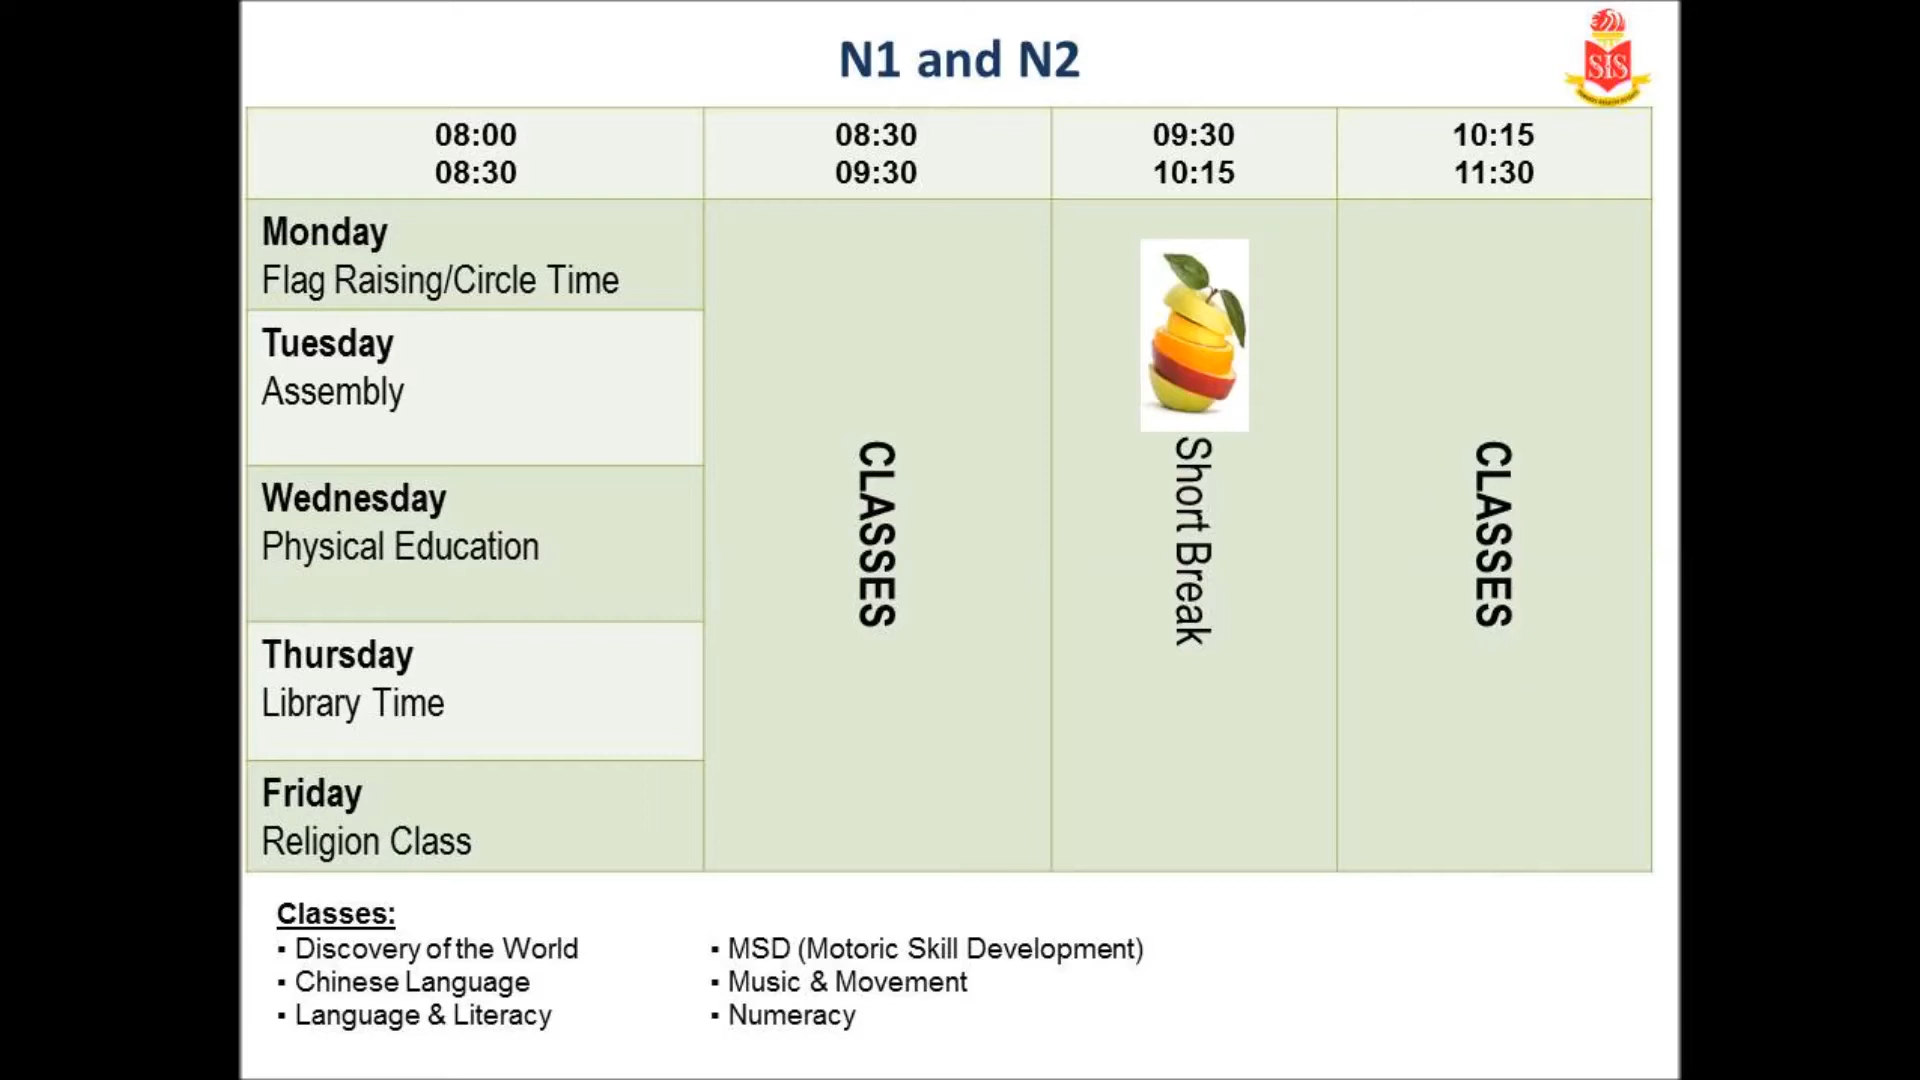 N1 and N2
SIS
08:00
08:30
08:30
09:30
09:30
10:15
10:15
11:30
Monday
Flag Raising/Circle Time
Tuesday
Assembly
Wednesday
Physical Education
Thursday
Library Time
Friday
Religion Class
CLASSES
Short Break
CLASSES
Classes:
▪ Discovery of the World
▪ Chinese Language
▪ Language & Literacy
▪ MSD (Motoric Skill Development)
▪ Music & Movement
▪ Numeracy